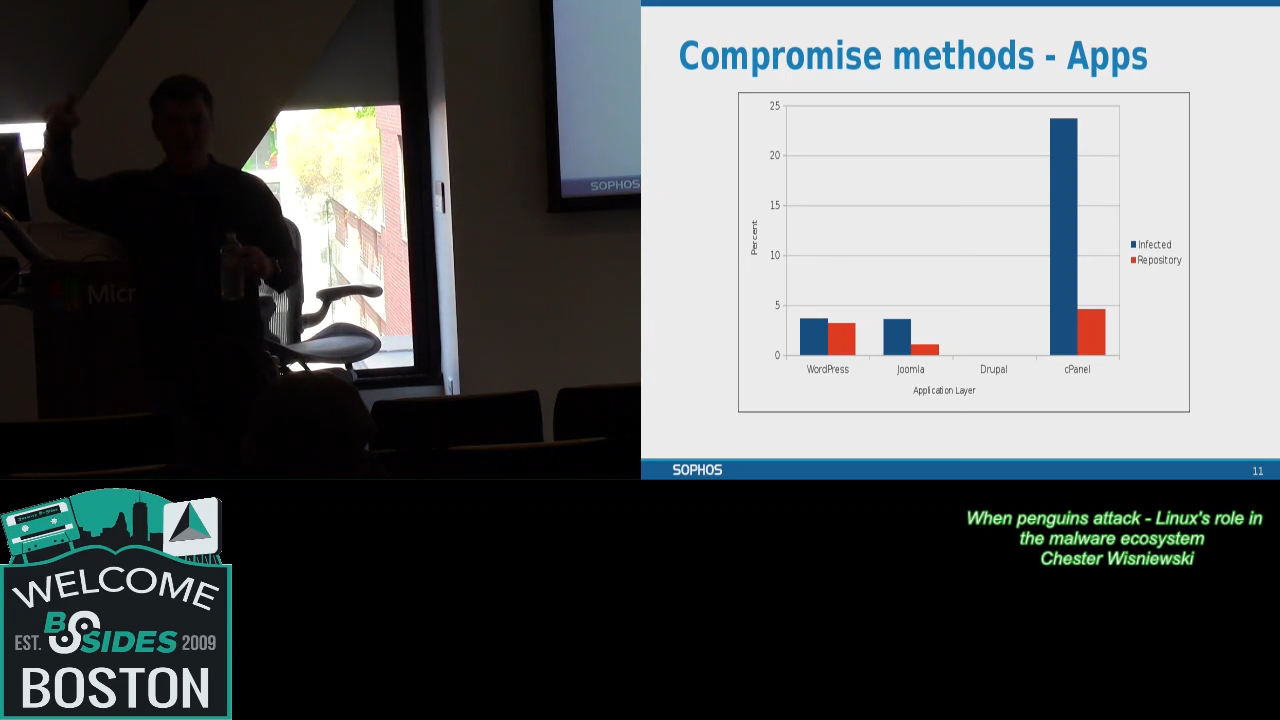 Compromise methods - Apps
25
20
15
10
5
0
Percent
WordPress
Joomla
Drupal
cPanel
Application Layer
Infected
Repository
SOPHOS
11
SOPHOS
Micr
When penguins attack - Linux's role in
the malware ecosystem
Chester Wisniewski
WELCOME
BSIDES
EST. 2009
BOSTON